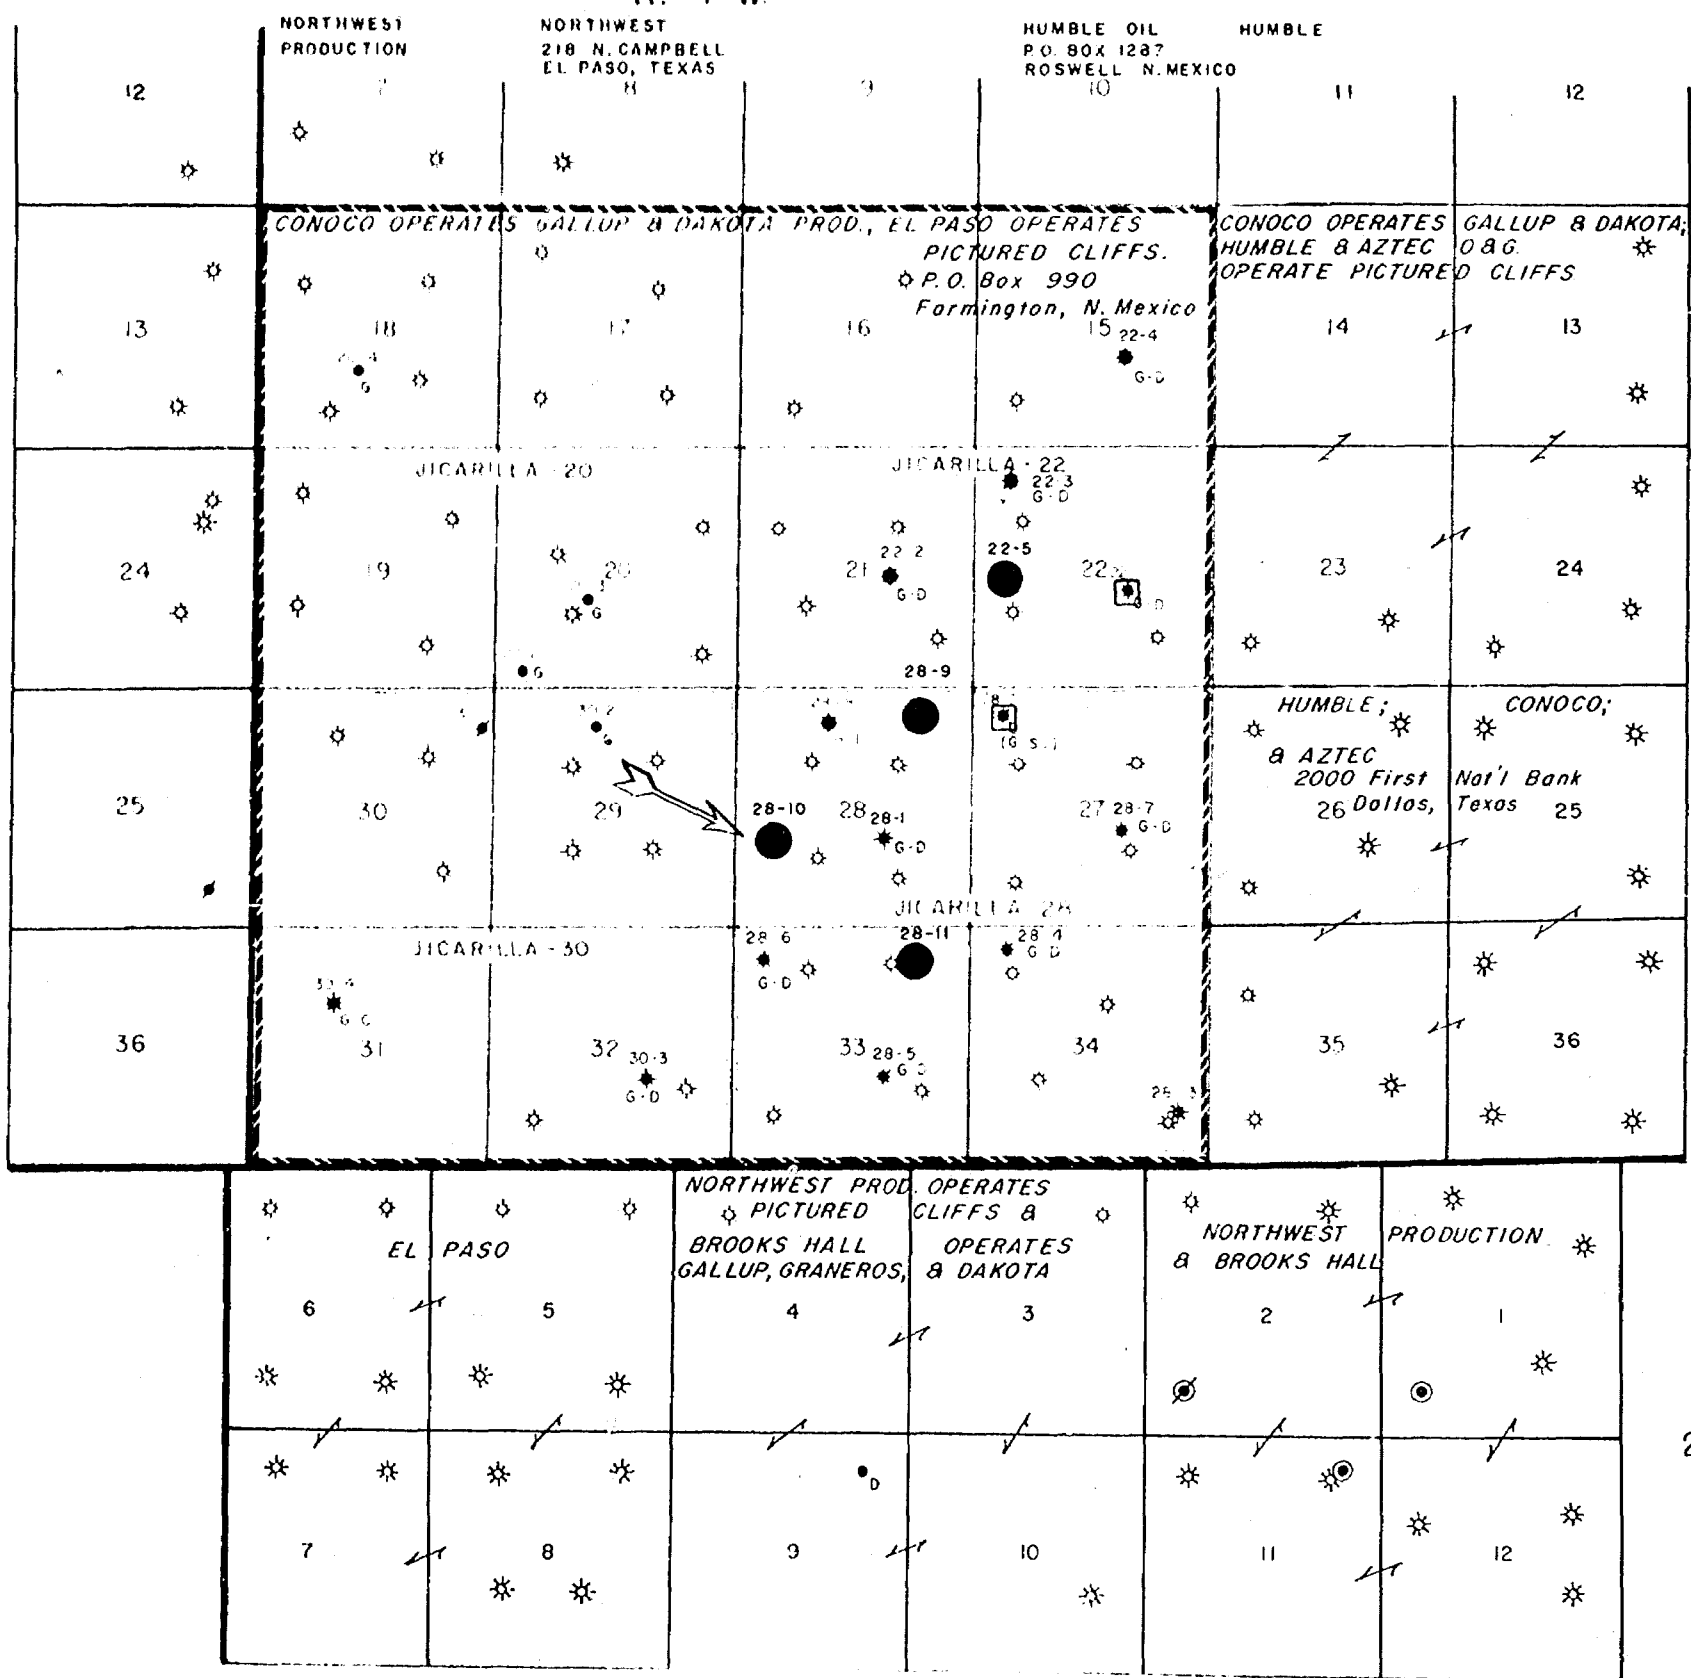 NORTHWEST
PRODUCTION
NORTHWEST
218 N. CAMPBELL
EL PASO, TEXAS
HUMBLE OIL
P.O. BOX 1287
ROSWELL N. MEXICO
HUMBLE
12
7
8
9
10
11
12
CONOCO OPERATES GALLUP & DAKOTA PROD., EL PASO OPERATES
PICTURED CLIFFS.
P.O. Box 990
Farmington, N. Mexico
CONOCO OPERATES GALLUP & DAKOTA;
HUMBLE & AZTEC O & G.
OPERATE PICTURED CLIFFS
13
18
17
16
15
22-4
G-D
14
13
G
JICARILLA - 20
JICARILLA - 22
22-3
G-D
24
19
20
G
21
22-2
G-D
22-5
22
23
24
G
28-9
30-2
G
(G.S.)
HUMBLE;
CONOCO;
& AZTEC
2000 First Nat'l Bank
Dallas, Texas
25
30
29
28-10
28
28-1
G-D
27
28-7
G-D
26
25
JICARILLA 28
JICARILLA - 30
28-6
G-D
28-11
28-4
G-D
36
31
32
30-3
G-D
33
28-5
34
35
36
NORTHWEST PROD. OPERATES
PICTURED CLIFFS &
BROOKS HALL OPERATES
GALLUP, GRANEROS, & DAKOTA
EL PASO
NORTHWEST PRODUCTION
& BROOKS HALL
6
5
4
3
2
1
D
7
8
9
10
11
12